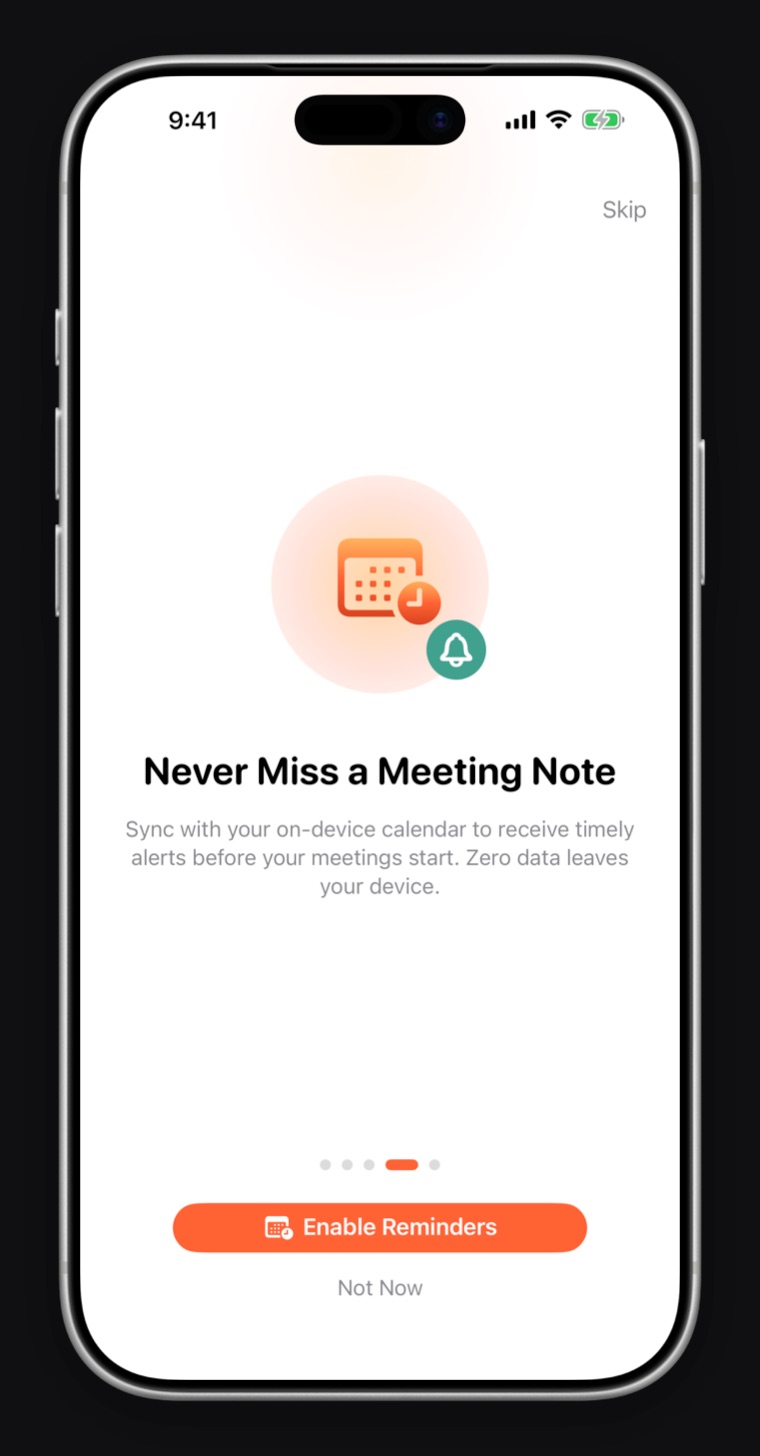 9:41
Skip
Never Miss a Meeting Note
Sync with your on-device calendar to receive timely
alerts before your meetings start. Zero data leaves
your device.
Enable Reminders
Not Now